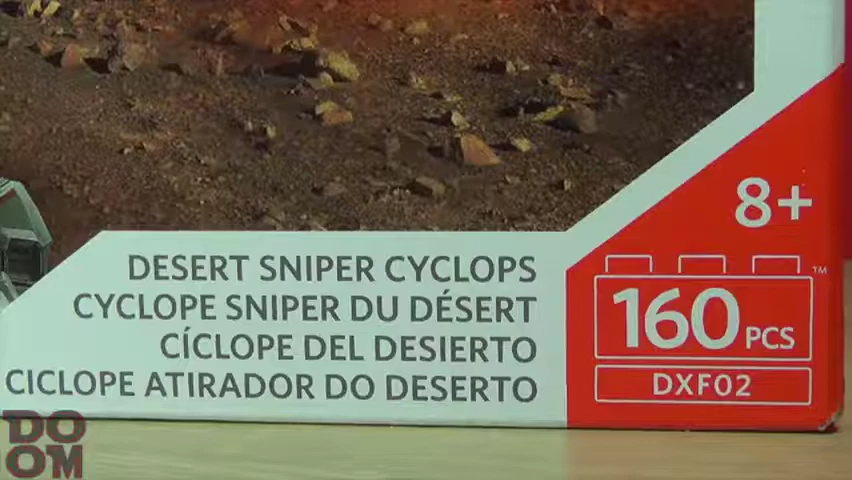 8+
DESERT SNIPER CYCLOPS
CYCLOPE SNIPER DU DÉSERT
CÍCLOPE DEL DESIERTO
CICLOPE ATIRADOR DO DESERTO
™
160 PCS
DXF02
DO
OM